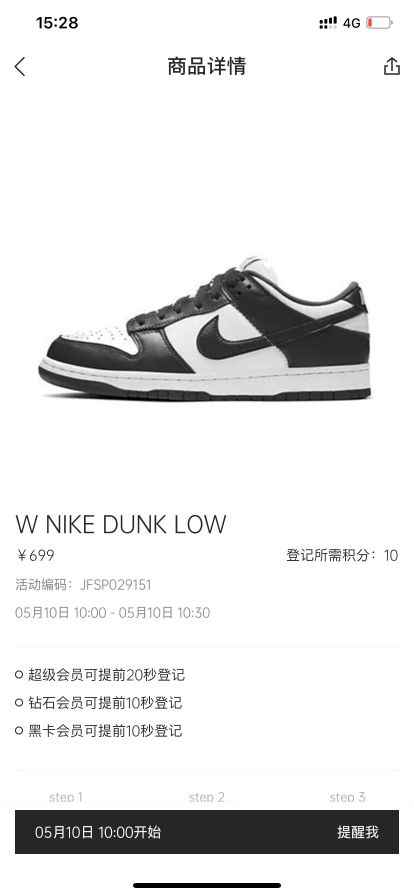 15:28
4G
商品详情
W NIKE DUNK LOW
￥699
登记所需积分：10
活动编码：JFSP029151
05月10日 10:00 - 05月10日 10:30
超级会员可提前20秒登记
钻石会员可提前10秒登记
黑卡会员可提前10秒登记
step 1
step 2
step 3
05月10日 10:00开始
提醒我